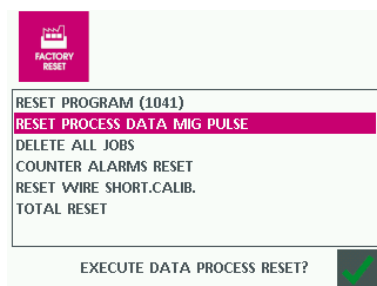 FACTORY
RESET
RESET PROGRAM (1041)
RESET PROCESS DATA MIG PULSE
DELETE ALL JOBS
COUNTER ALARMS RESET
RESET WIRE SHORT.CALIB.
TOTAL RESET
EXECUTE DATA PROCESS RESET?